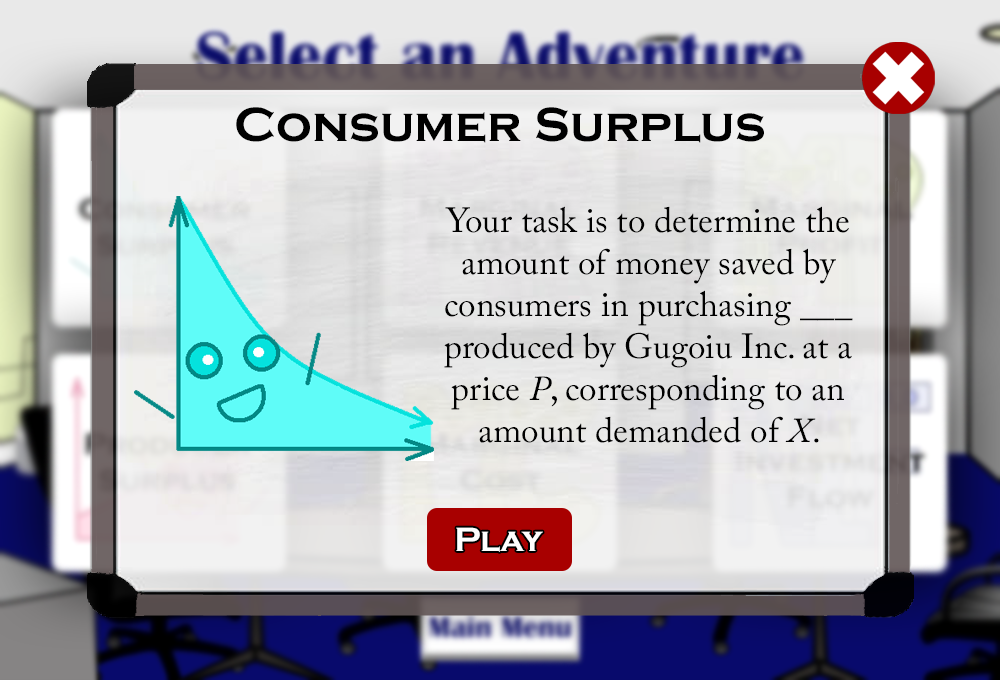 Select an Adventure
Consumer Surplus
Your task is to determine the
amount of money saved by
consumers in purchasing ___
produced by Gugoiu Inc. at a
price P, corresponding to an
amount demanded of X.
Play
Main Menu